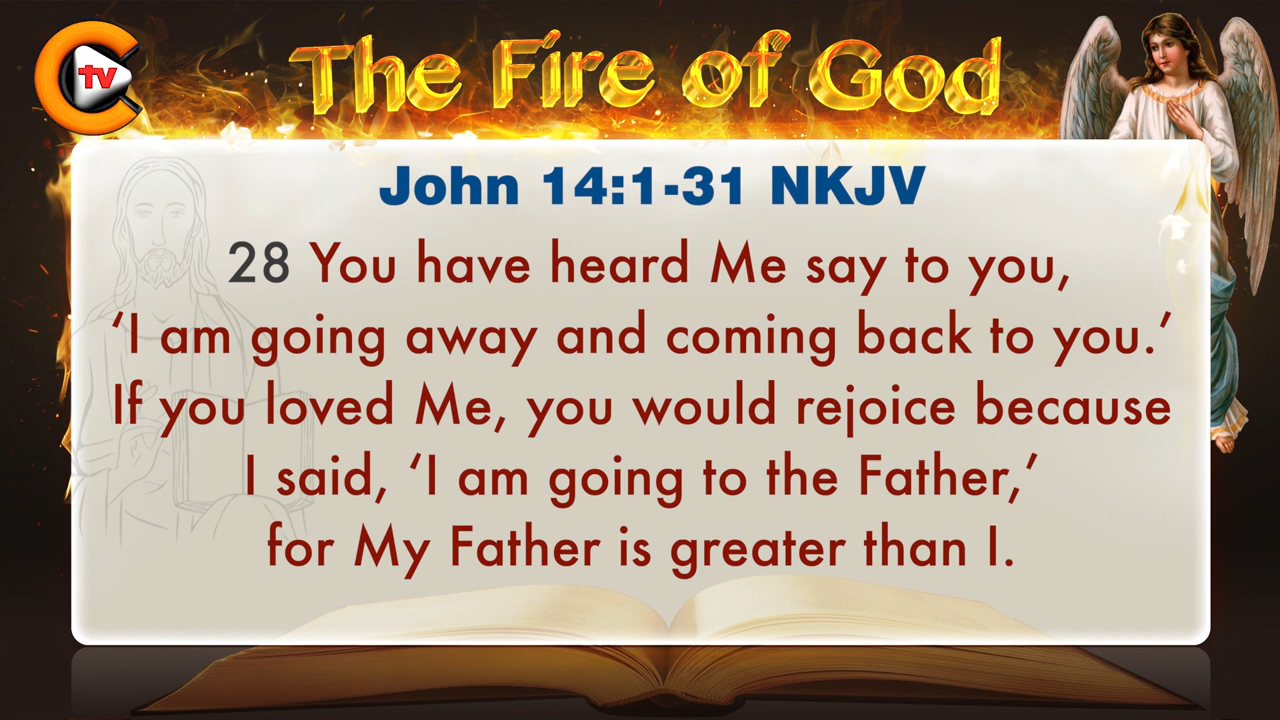 C
tv
The Fire of God
John 14:1-31 NKJV
28 You have heard Me say to you,
‘I am going away and coming back to you.’
If you loved Me, you would rejoice because
I said, ‘I am going to the Father,’
for My Father is greater than I.